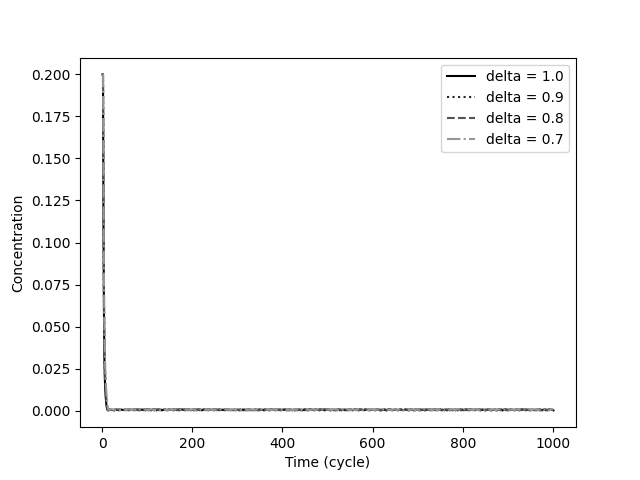 delta = 1.0
delta = 0.9
delta = 0.8
delta = 0.7
0.200
0.175
0.150
0.125
0.100
0.075
0.050
0.025
0.000
Concentration
0 200 400 600 800 1000
Time (cycle)